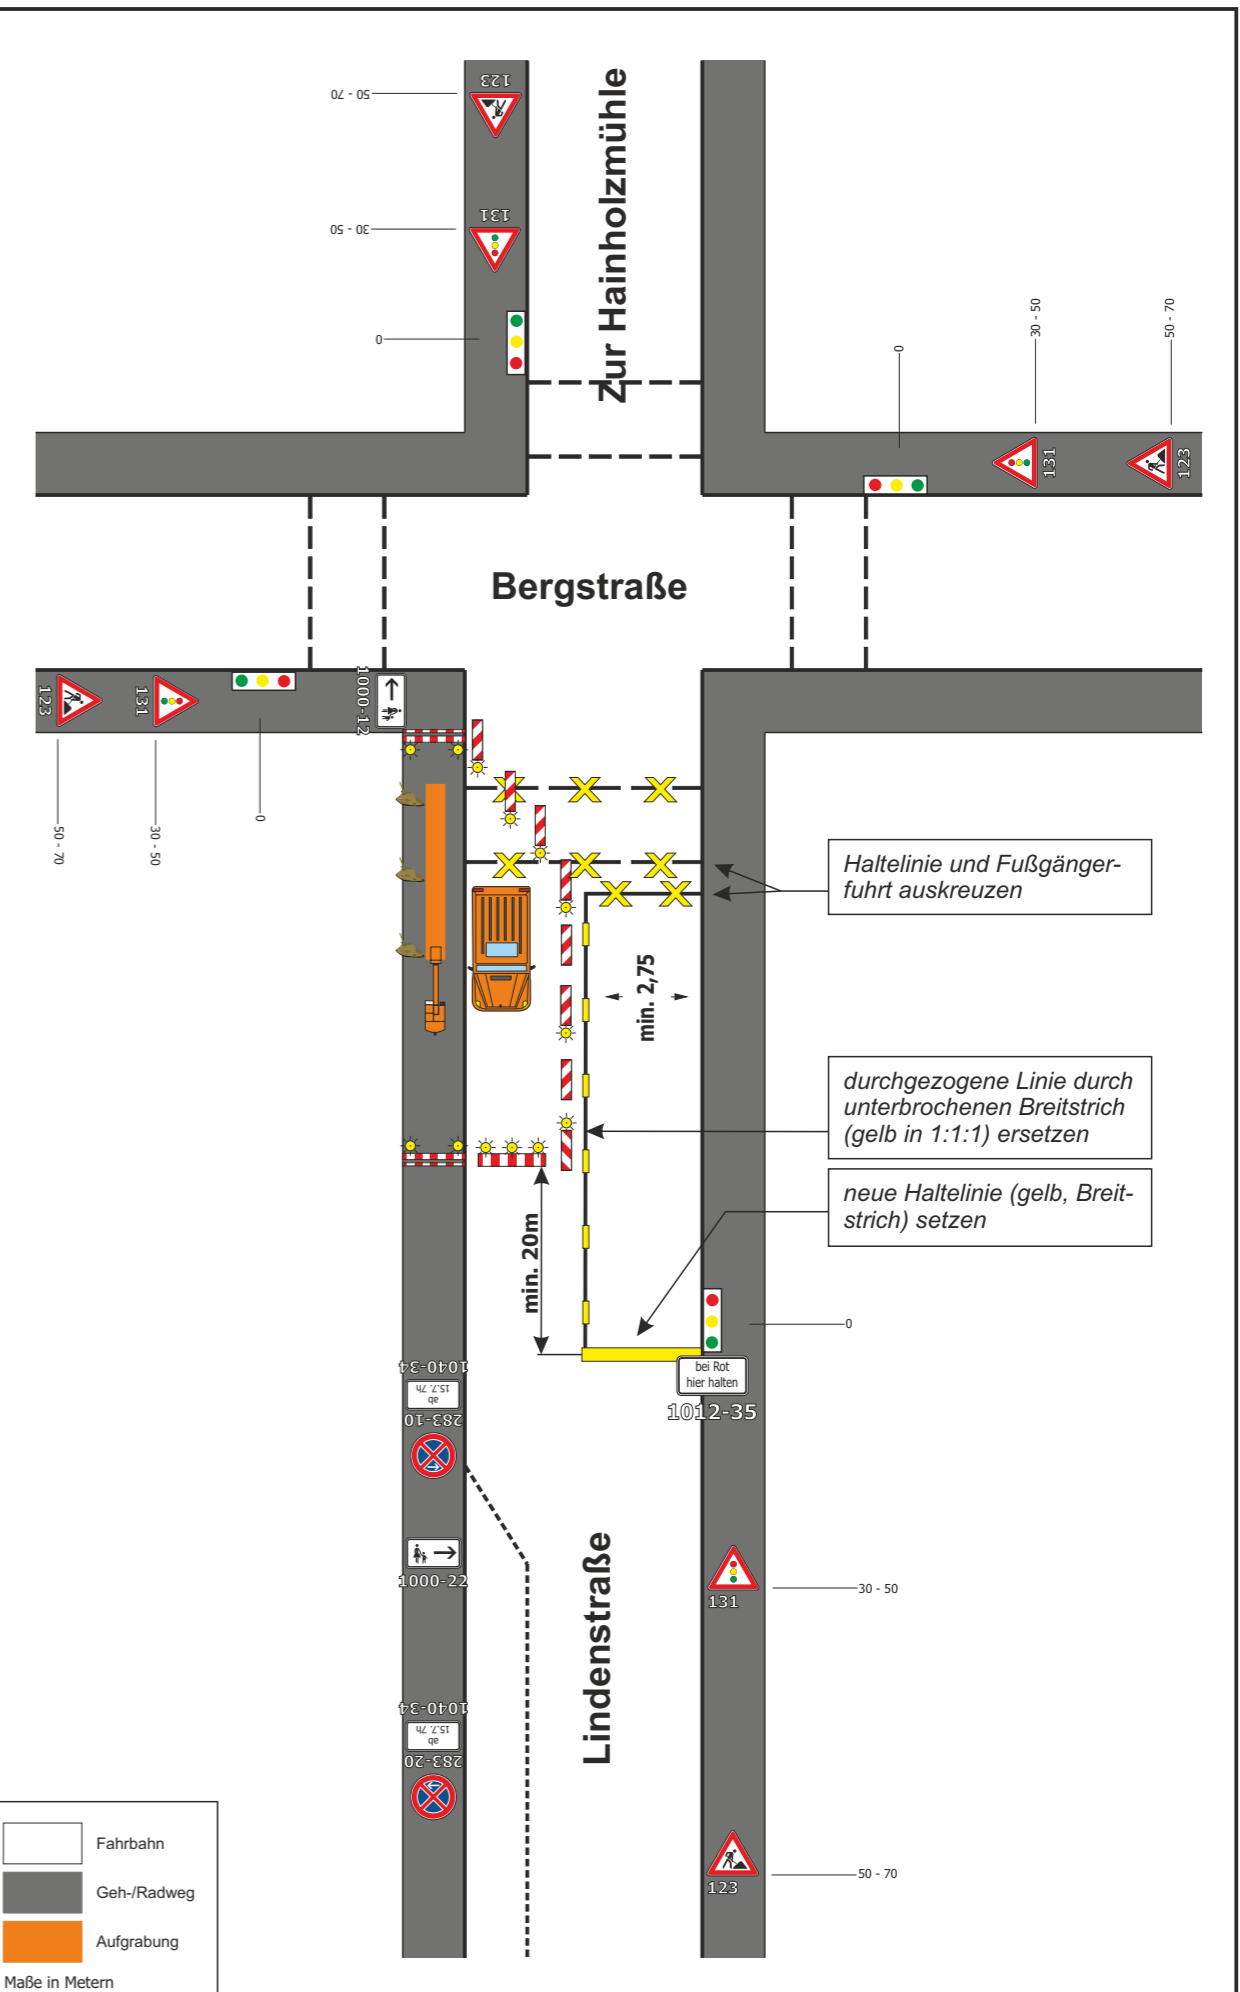 123
50 - 70
131
30 - 50
0
Zur Hainholzmühle
0
30 - 50
50 - 70
131
123
Bergstraße
123
131
1000-12
50 - 70
30 - 50
0
Haltelinie und Fußgänger-
furt auskreuzen
min. 2,75
durchgezogene Linie durch
unterbrochenen Breitstrich
(gelb in 1:1:1) ersetzen
neue Haltelinie (gelb, Breit-
strich) setzen
min. 20m
0
bei Rot
hier halten
1012-35
1040-34
ab
15.7. 7h
283-10
1000-22
Lindenstraße
131
30 - 50
1040-34
ab
15.7. 7h
283-20
123
50 - 70
Fahrbahn
Geh-/Radweg
Aufgrabung
Maße in Metern